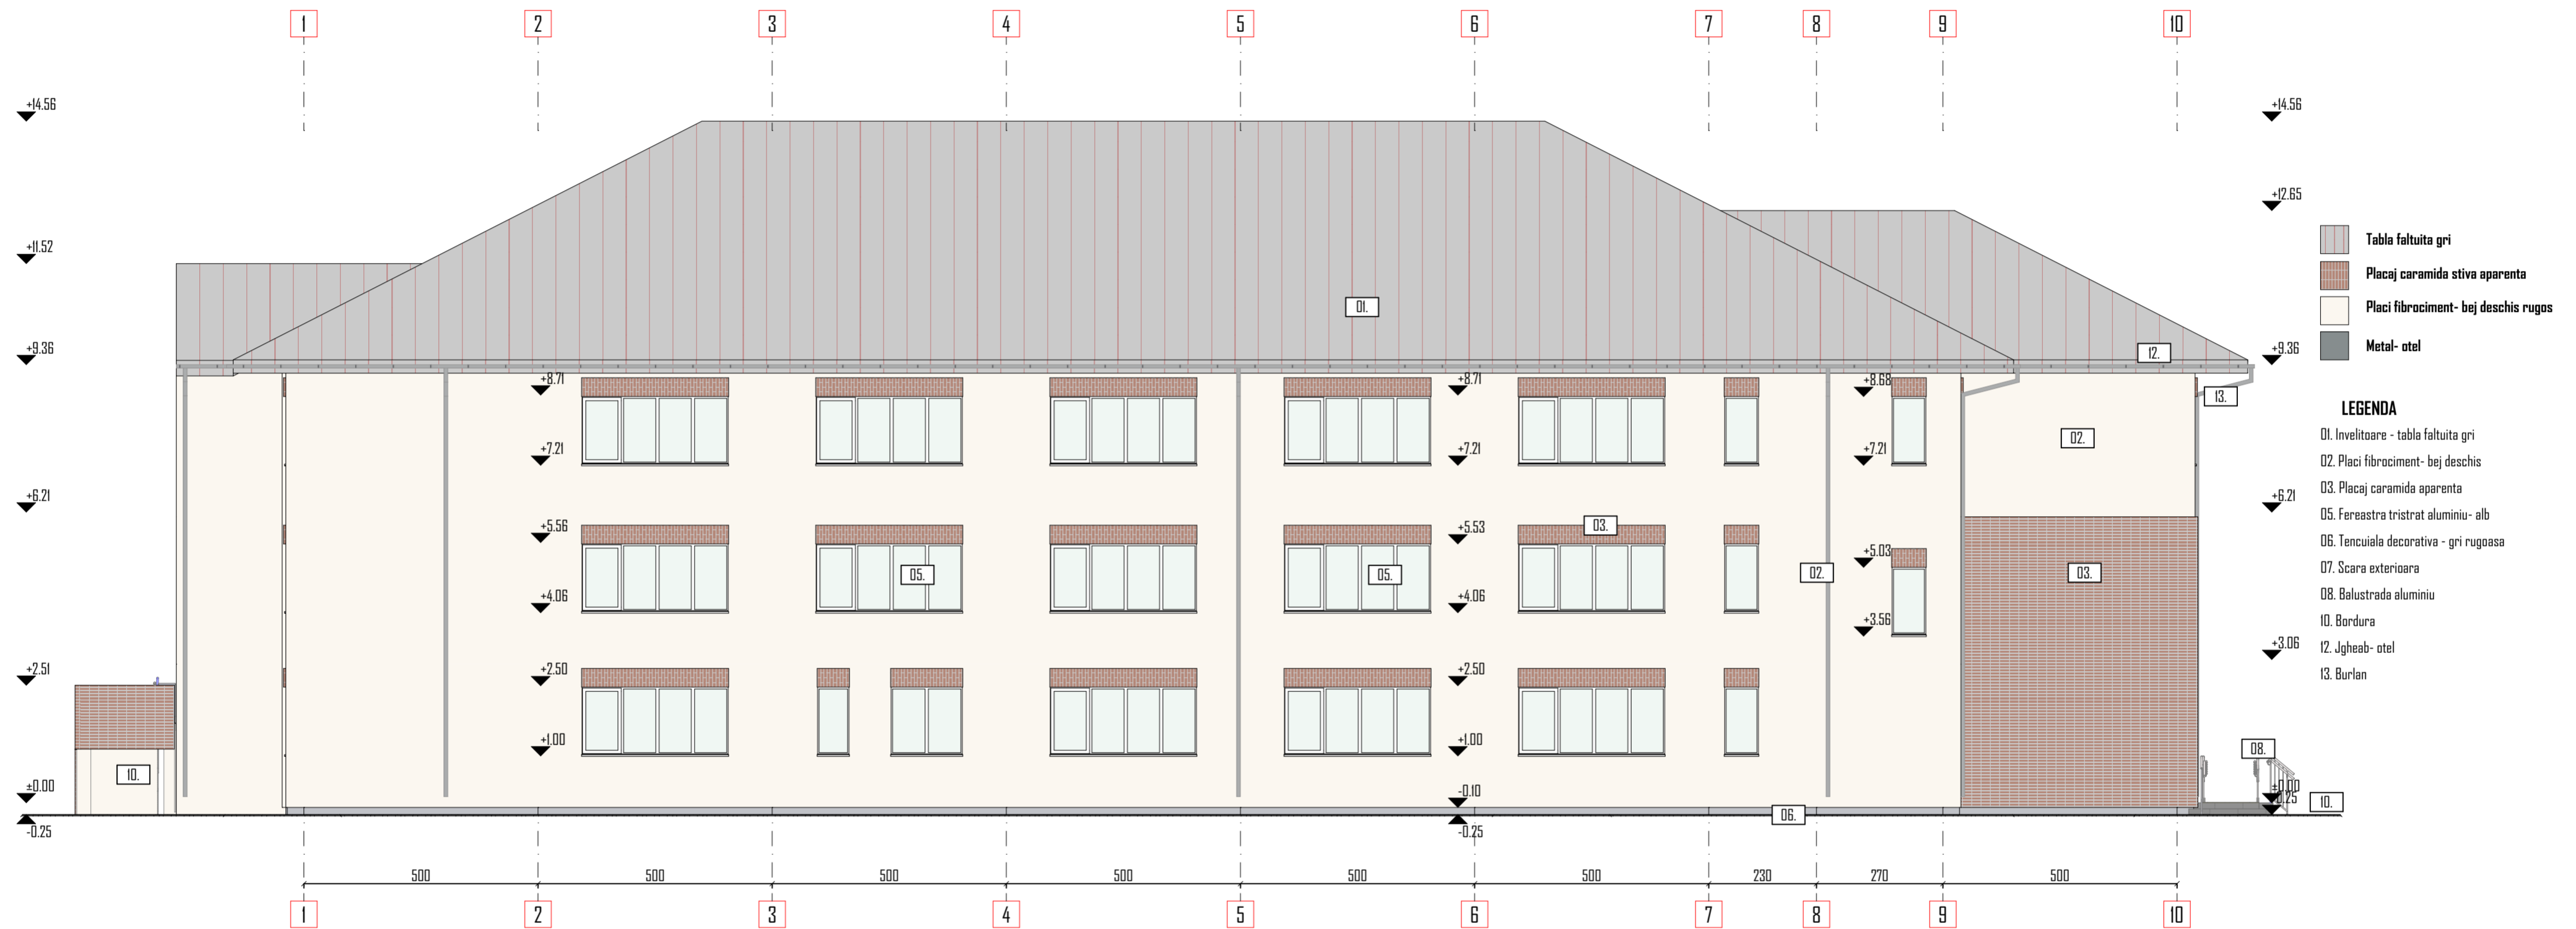 1 2 3 4 5 6 7 8 9 10
+14.56 +14.56
+12.65
+11.52
+9.36 +9.36
+6.21 +6.21
+3.06
+2.51
±0.00 ±0.00
-0.25 -0.25
01.
12.
13.
+8.71 +8.71 +8.68
02.
+7.21 +7.21 +7.21
+5.56 +5.53 03. +5.03
05. 05. 02. 03.
+4.06 +4.06 +3.56
+2.50 +2.50
+1.00 +1.00
10. 08.
-0.10 10.
-0.25 06.
500 500 500 500 500 500 230 270 500
1 2 3 4 5 6 7 8 9 10
Tabla faltuita gri
Placaj caramida stiva aparenta
Placi fibrociment- bej deschis rugos
Metal- otel
LEGENDA
01. Invelitoare - tabla faltuita gri
02. Placi fibrociment- bej deschis
03. Placaj caramida aparenta
05. Fereastra tristrat aluminiu- alb
06. Tencuiala decorativa - gri rugoasa
07. Scara exterioara
08. Balustrada aluminiu
10. Bordura
12. Jgheab- otel
13. Burlan